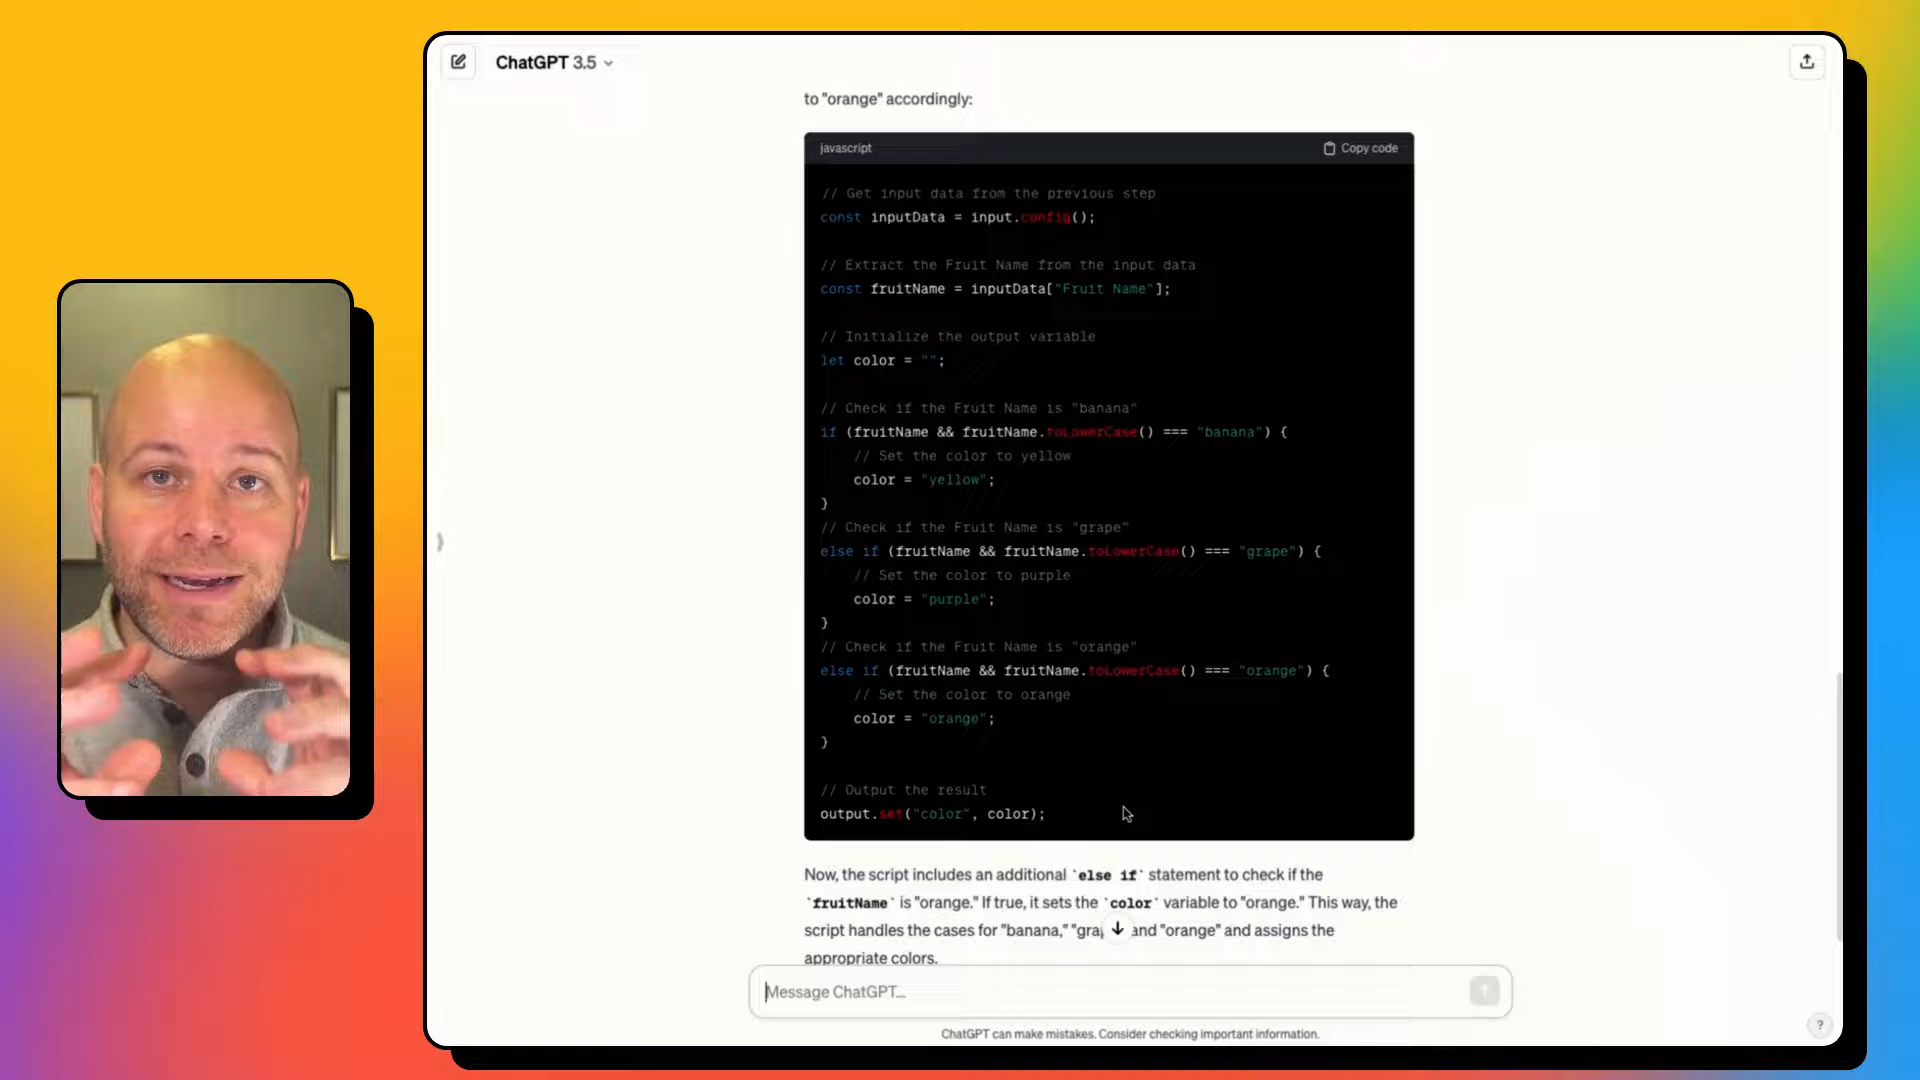 ChatGPT 3.5
to "orange" accordingly:
javascript
Copy code
// Get input data from the previous step
const inputData = input.config();
// Extract the Fruit Name from the input data
const fruitName = inputData["Fruit Name"];
// Initialize the output variable
let color = "";
// Check if the Fruit Name is "banana"
if (fruitName && fruitName.toLowerCase() === "banana") {
// Set the color to yellow
color = "yellow";
}
// Check if the Fruit Name is "grape"
else if (fruitName && fruitName.toLowerCase() === "grape") {
// Set the color to purple
color = "purple";
}
// Check if the Fruit Name is "orange"
else if (fruitName && fruitName.toLowerCase() === "orange") {
// Set the color to orange
color = "orange";
}
// Output the result
output.set("color", color);
Now, the script includes an additional `else if` statement to check if the
`fruitName` is "orange." If true, it sets the `color` variable to "orange." This way, the
script handles the cases for "banana," and "orange" and assigns the
appropriate colors.
Message ChatGPT...
ChatGPT can make mistakes. Consider checking important information.
?